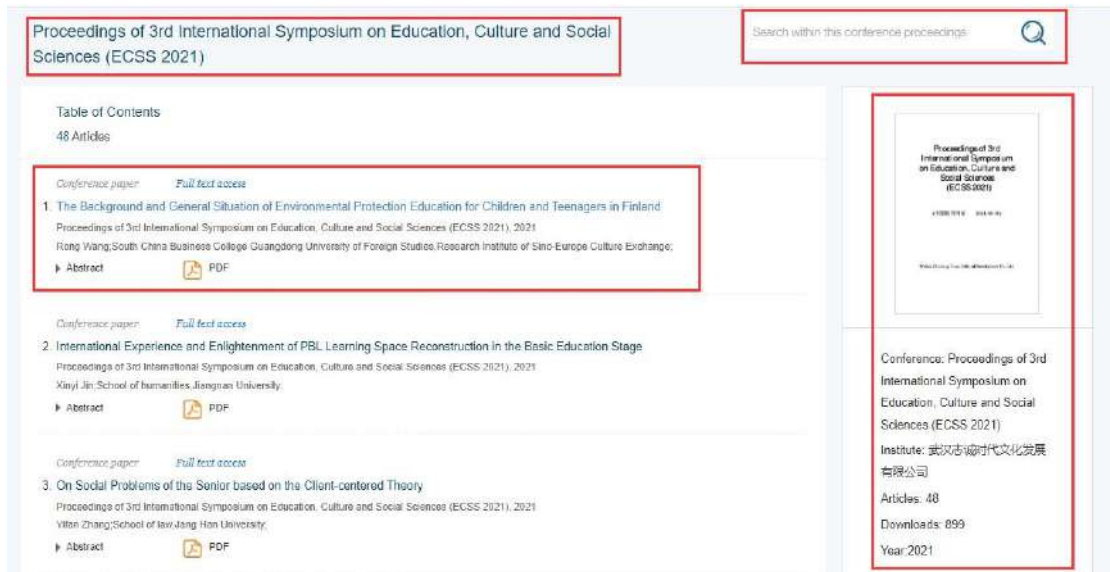 Proceedings of 3rd International Symposium on Education, Culture and Social
Sciences (ECSS 2021)
Search within this conference proceedings
Table of Contents
48 Articles
Conference paper Full text access
1. The Background and General Situation of Environmental Protection Education for Children and Teenagers in Finland
Proceedings of 3rd International Symposium on Education, Culture and Social Sciences (ECSS 2021), 2021
Rong Wang;South China Business College Guangdong University of Foreign Studies,Research Institute of Sino-Europe Culture Exchange;
Abstract PDF
Conference paper Full text access
2. International Experience and Enlightenment of PBL Learning Space Reconstruction in the Basic Education Stage
Proceedings of 3rd International Symposium on Education, Culture and Social Sciences (ECSS 2021), 2021
Xinyi Jin;School of humanities,Jiangnan University;
Abstract PDF
Conference paper Full text access
3. On Social Problems of the Senior based on the Client-centered Theory
Proceedings of 3rd International Symposium on Education, Culture and Social Sciences (ECSS 2021), 2021
Yifan Zhang;School of law,Jiang Han University;
Abstract PDF
Proceedings of 3rd
International Symposium
on Education, Culture and
Social Sciences
(ECSS 2021)
Conference: Proceedings of 3rd
International Symposium on
Education, Culture and Social
Sciences (ECSS 2021)
Institute: 武汉志诚时代文化发展
有限公司
Articles: 48
Downloads: 899
Year:2021